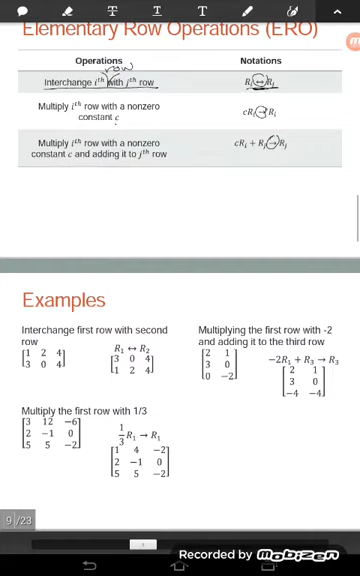 Elementary Row Operations (ERO)
Operations
Notations
row
Interchange iᵗʰ with jᵗʰ row
Rᵢ ↔ Rⱼ
Multiply iᵗʰ row with a nonzero
constant c
cRᵢ → Rᵢ
Multiply iᵗʰ row with a nonzero
constant c and adding it to jᵗʰ row
cRᵢ + Rⱼ → Rⱼ
Examples
Interchange first row with second
row
R₁ ↔ R₂
[1 2 4]
[3 0 4]
[3 0 4]
[1 2 4]
Multiplying the first row with -2
and adding it to the third row
[2 1]
[3 0]
[0 −2]
−2R₁ + R₃ → R₃
[2 1]
[3 0]
[−4 −4]
Multiply the first row with 1/3
[3 12 −6]
[2 −1 0]
[5 5 −2]
1/3 R₁ → R₁
[1 4 −2]
[2 −1 0]
[5 5 −2]
9 /23
Recorded by mobizen